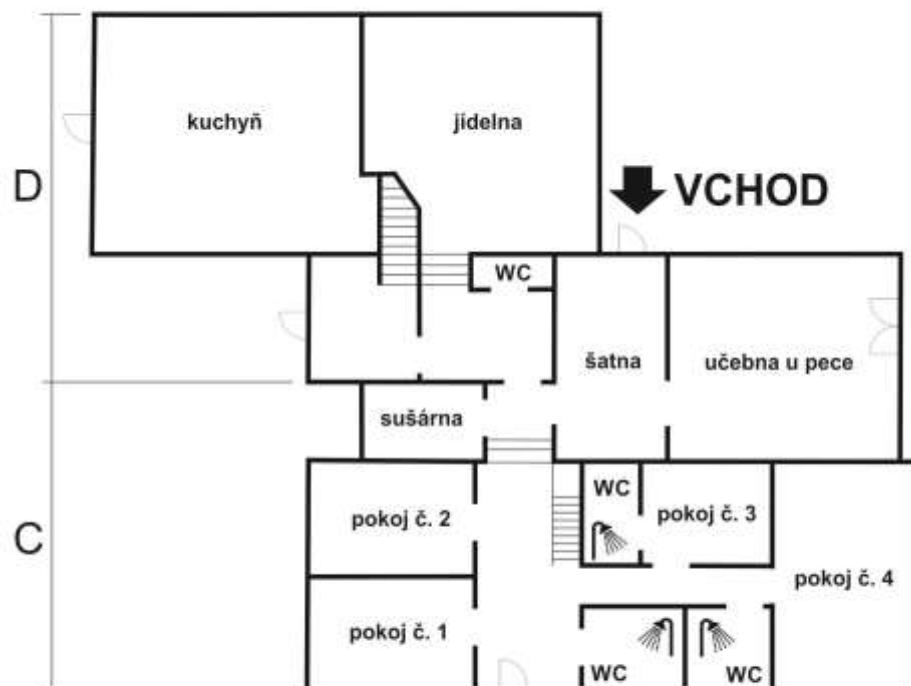 kuchyň
jídelna
D
VCHOD
WC
šatna
učebna u pece
sušárna
WC
pokoj č. 2
pokoj č. 3
C
pokoj č. 4
pokoj č. 1
WC
WC